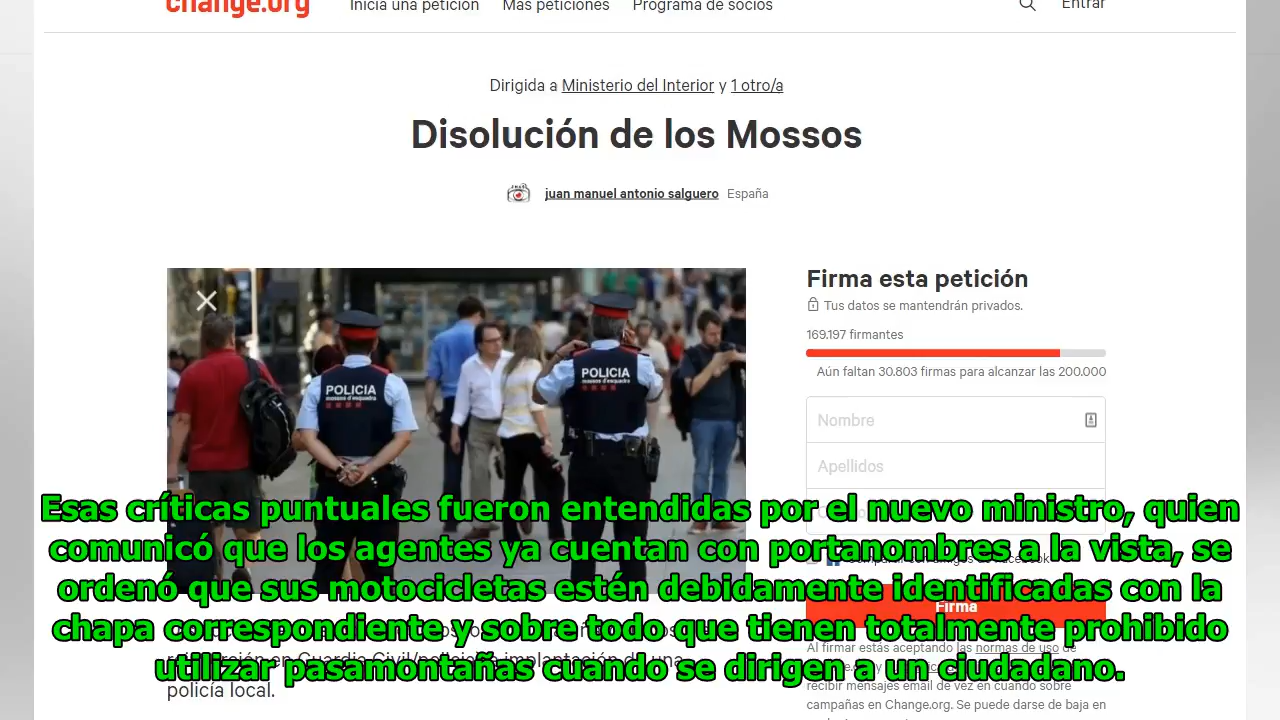 change.org
Inicia una petición Más peticiones Programa de socios Entrar
Dirigida a Ministerio del Interior y 1 otro/a
Disolución de los Mossos
juan manuel antonio salguero España
POLICIA
mossos d'esquadra
POLICIA
mossos d'esquadra
Firma esta petición
Tus datos se mantendrán privados.
169.197 firmantes
Aún faltan 30.803 firmas para alcanzar las 200.000
Nombre
Apellidos
Esas críticas puntuales fueron entendidas por el nuevo ministro, quien
comunicó que los agentes ya cuentan con portanombres a la vista, se
ordenó que sus motocicletas estén debidamente identificadas con la
chapa correspondiente y sobre todo que tienen totalmente prohibido
utilizar pasamontañas cuando se dirigen a un ciudadano.
Firma
policía local.
Al firmar estás aceptando las normas de uso de
recibir mensajes email de vez en cuando sobre
campañas en Change.org. Se puede darse de baja en